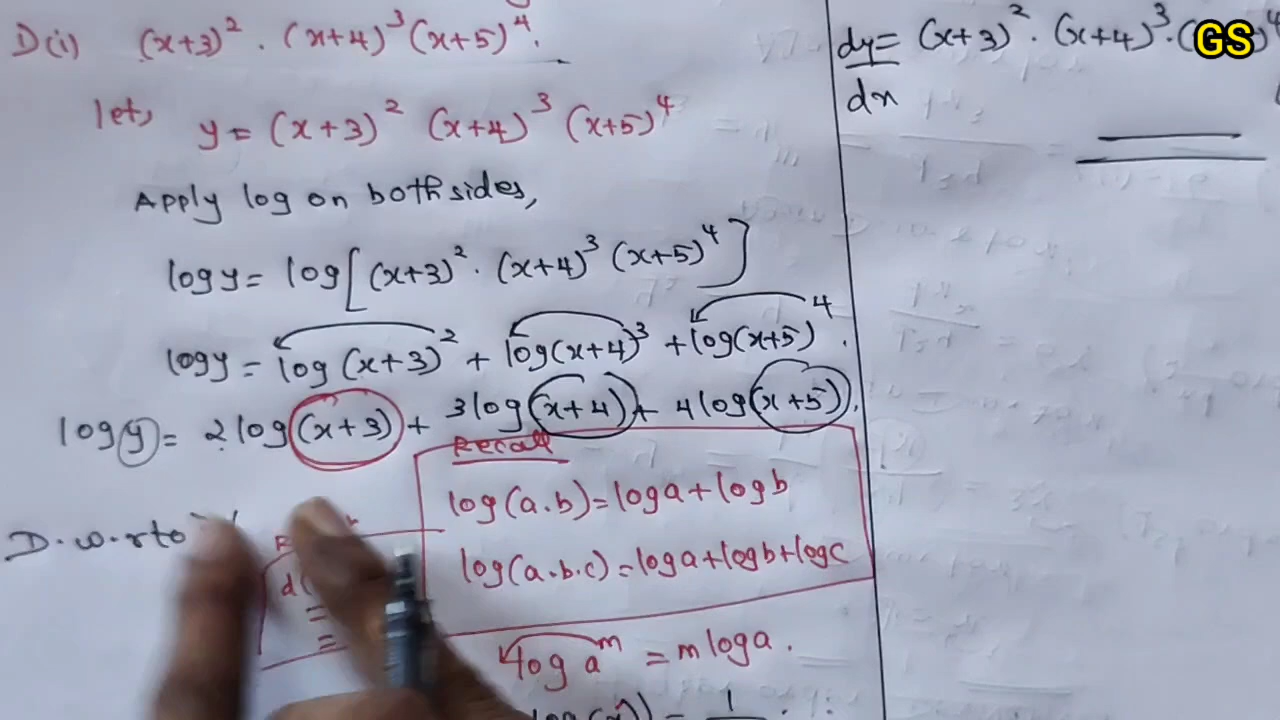 D(i) (x+3)² · (x+4)³ (x+5)⁴.
let, y = (x+3)² (x+4)³ (x+5)⁴
Apply log on both sides,
log y = log[(x+3)² · (x+4)³ (x+5)⁴]
log y = log (x+3)² + log(x+4)³ + log(x+5)⁴.
log y = 2 log (x+3) + 3 log (x+4) + 4 log (x+5).
D.w.r to
Recall
log(a.b) = log a + log b
log(a.b.c) = log a + log b + log c
log aᵐ = m log a.
dy/dx = (x+3)² · (x+4)³ · (
GS